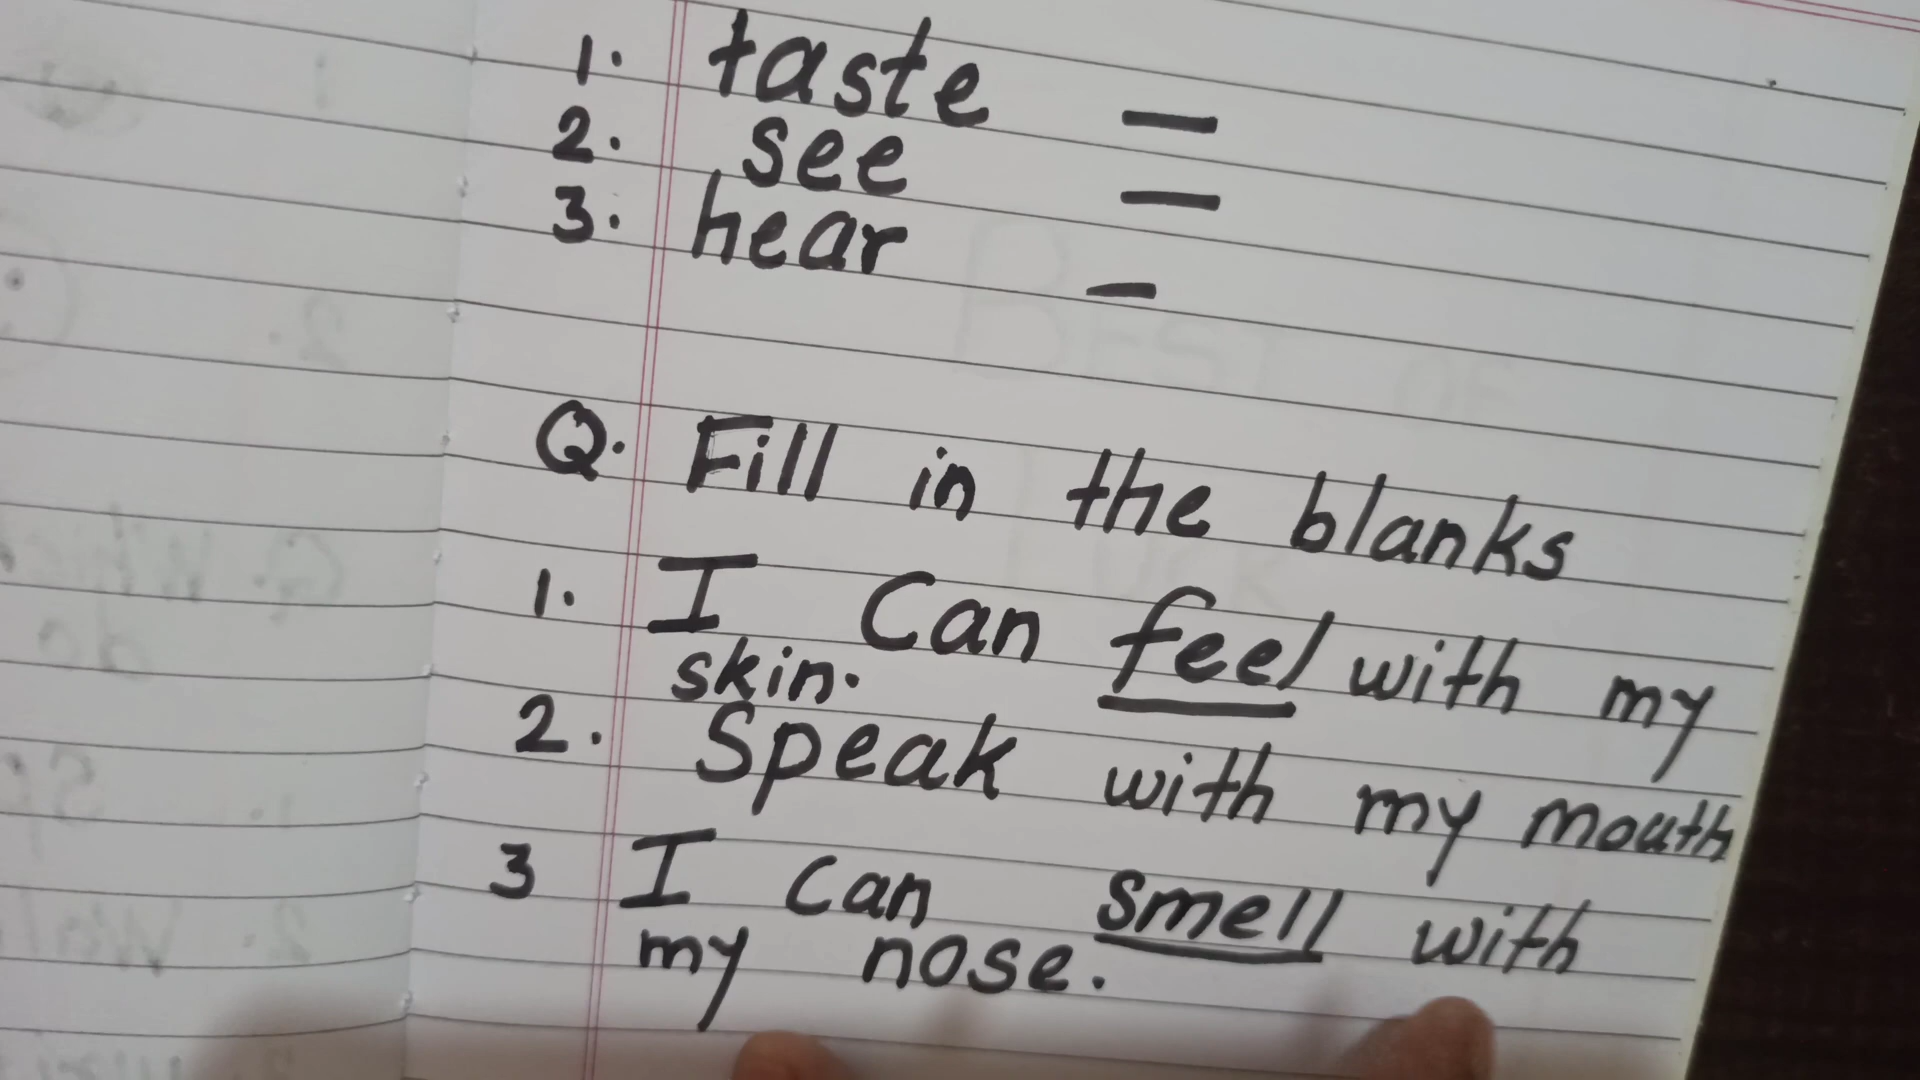 1. taste —
2. see —
3. hear —
Q. Fill in the blanks
1. I Can feel with my
skin.
2. Speak with my mouth
3 I can smell with
my nose.